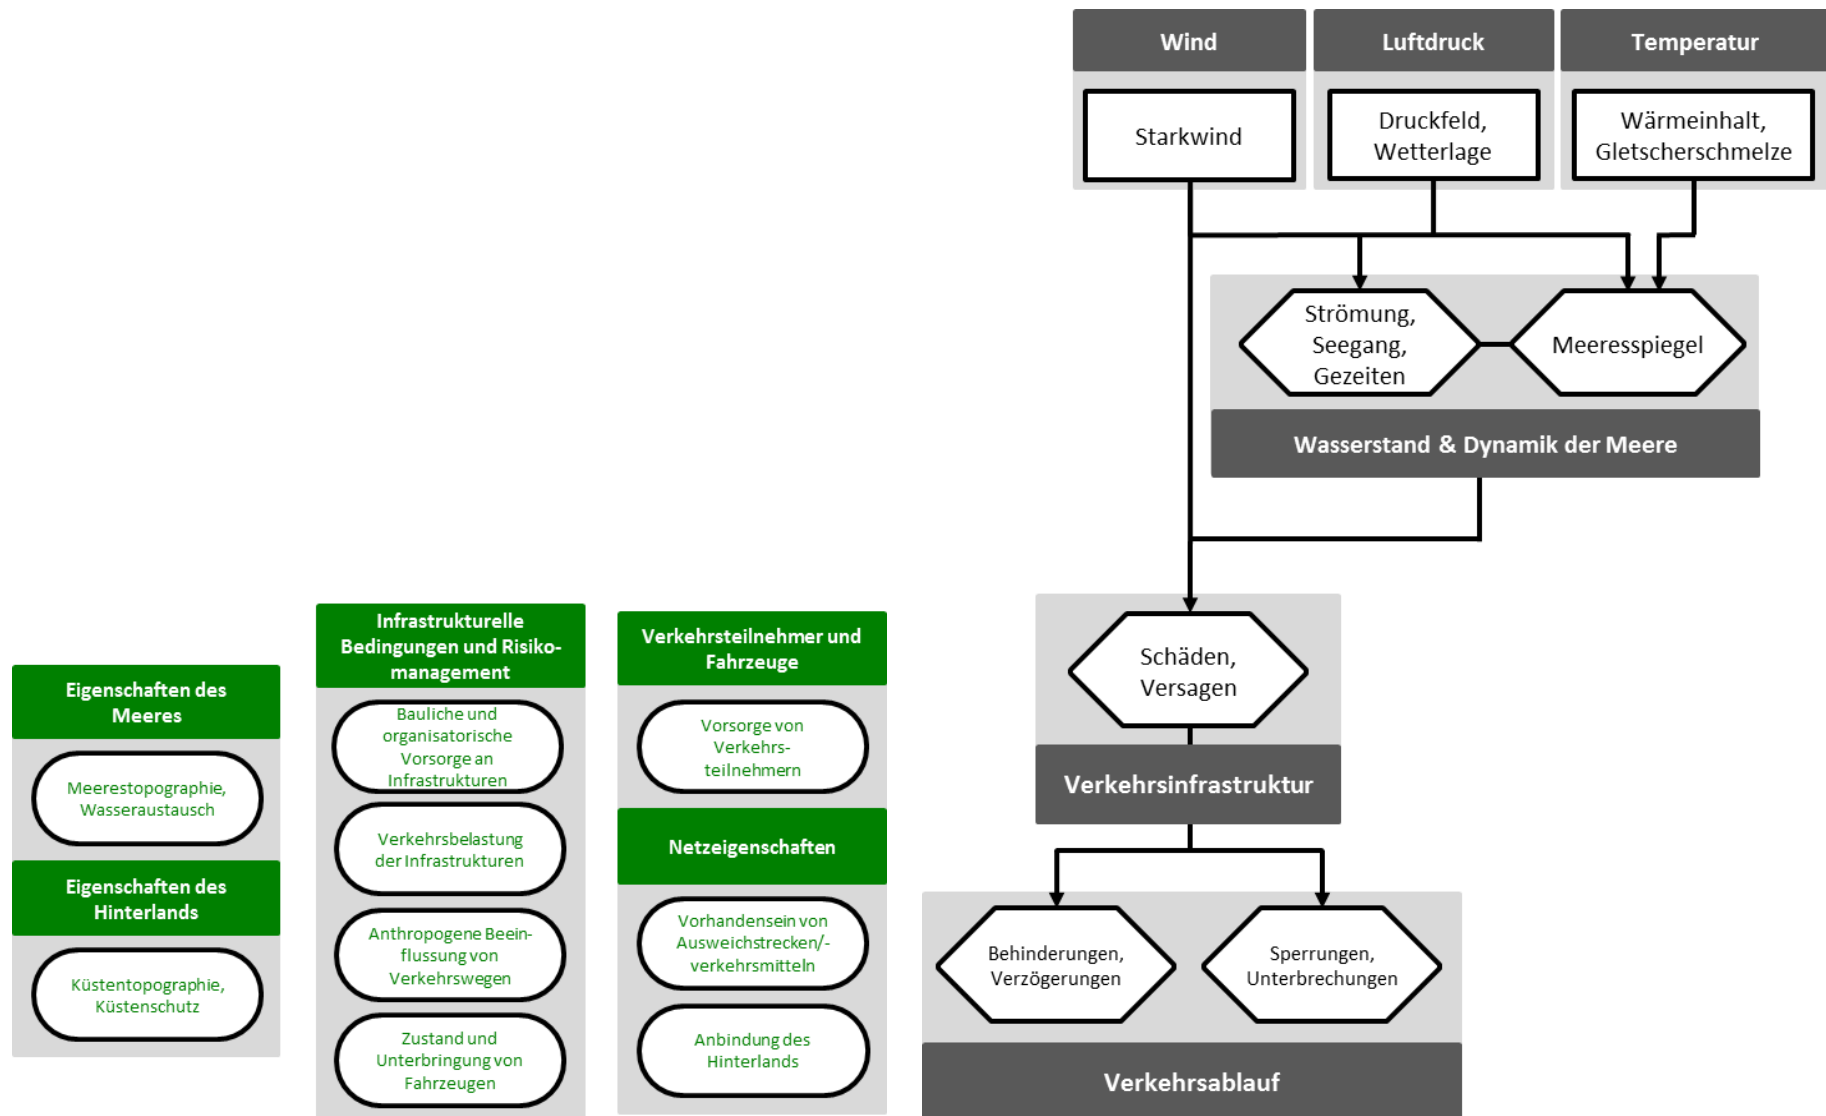 Wind
Luftdruck
Temperatur
Starkwind
Druckfeld,
Wetterlage
Wärmeinhalt,
Gletscherschmelze
Strömung,
Seegang,
Gezeiten
Meeresspiegel
Wasserstand & Dynamik der Meere
Eigenschaften des
Meeres
Meerestopographie,
Wasseraustausch
Eigenschaften des
Hinterlands
Küstentopographie,
Küstenschutz
Infrastrukturelle
Bedingungen und Risiko-
management
Bauliche und
organisatorische
Vorsorge an
Infrastrukturen
Verkehrsbelastung
der Infrastrukturen
Anthropogene Beein-
flussung von
Verkehrswegen
Zustand und
Unterbringung von
Fahrzeugen
Verkehrsteilnehmer und
Fahrzeuge
Vorsorge von
Verkehrs-
teilnehmern
Netzeigenschaften
Vorhandensein von
Ausweichstrecken/-
verkehrsmitteln
Anbindung des
Hinterlands
Schäden,
Versagen
Verkehrsinfrastruktur
Behinderungen,
Verzögerungen
Sperrungen,
Unterbrechungen
Verkehrsablauf